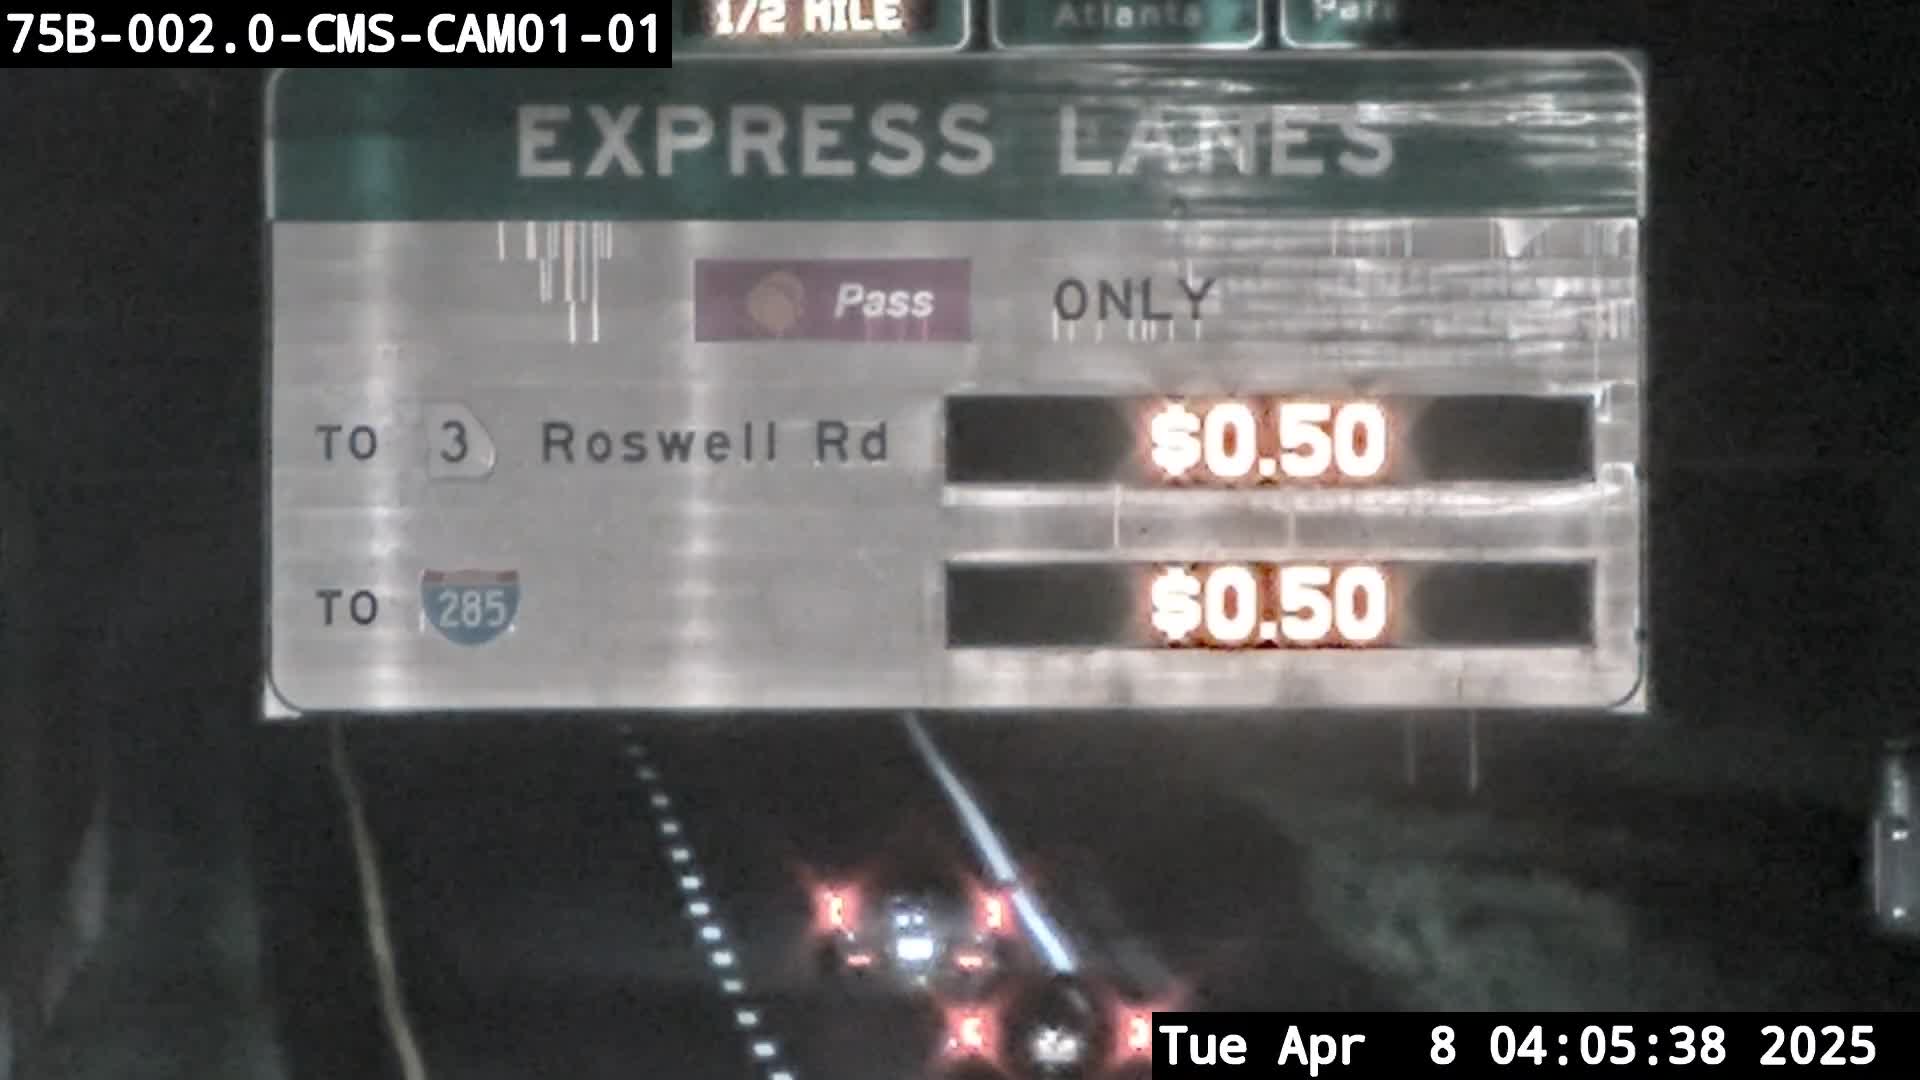 75B-002.0-CMS-CAM01-01
1/2 MILE
Atlanta
EXPRESS LANES
Pass ONLY
TO 3 Roswell Rd $0.50
TO 285 $0.50
Tue Apr 8 04:05:38 2025